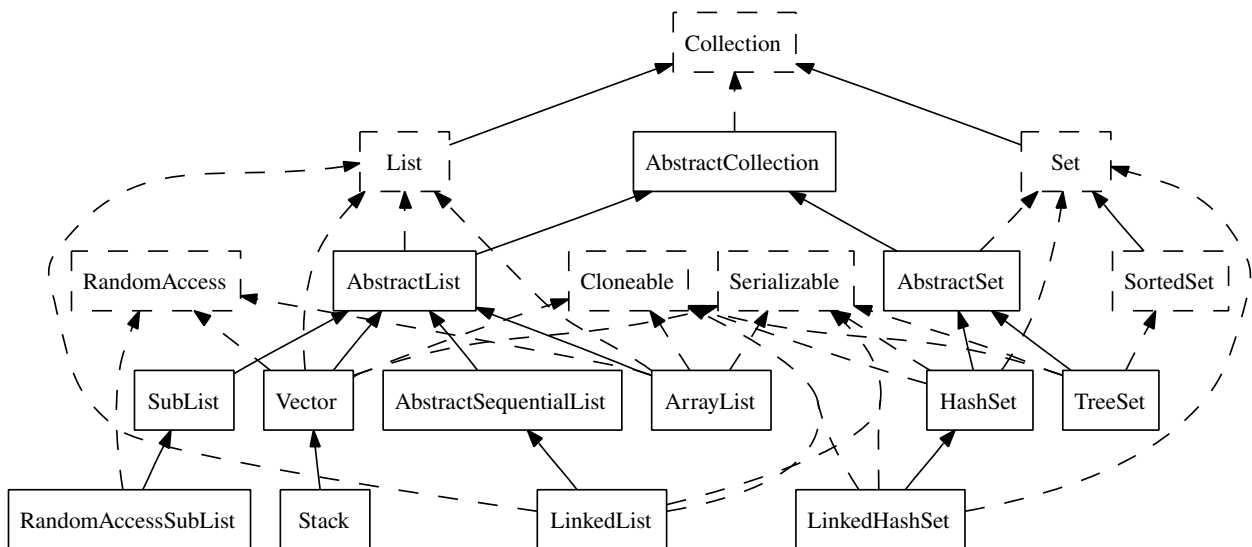 Collection
List
AbstractCollection
Set
RandomAccess
AbstractList
Cloneable
Serializable
AbstractSet
SortedSet
SubList
Vector
AbstractSequentialList
ArrayList
HashSet
TreeSet
RandomAccessSubList
Stack
LinkedList
LinkedHashSet